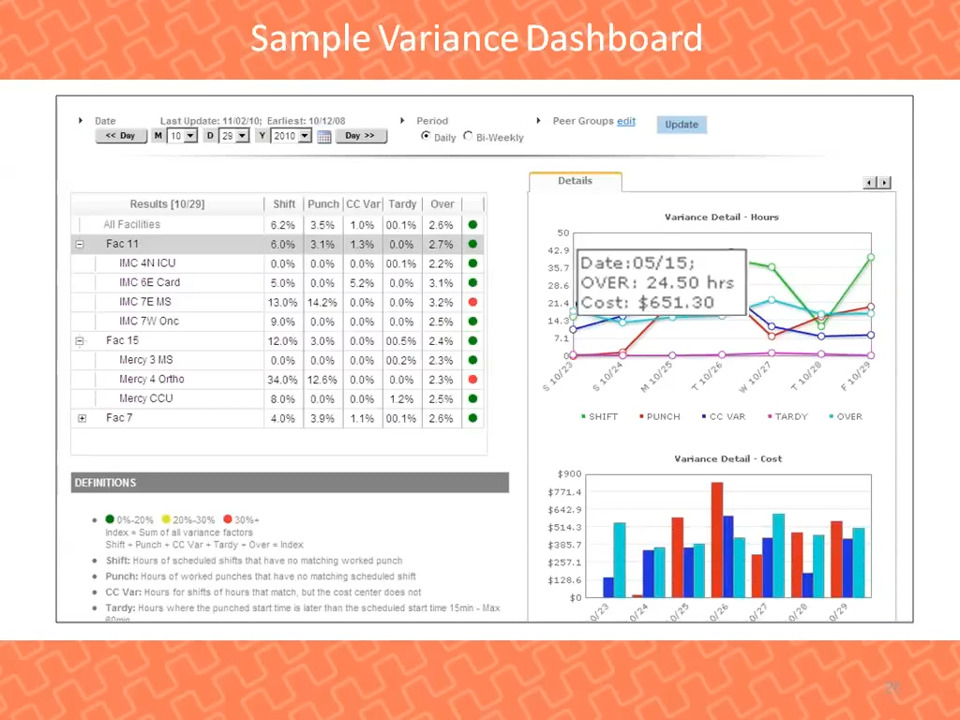 Sample Variance Dashboard
Date Last Update: 11/02/10; Earliest: 10/12/08 Period Peer Groups edit Update
<< Day M 10 D 29 Y 2010 Day >> Daily Bi-Weekly
Results [10/29] Shift Punch CC Var Tardy Over
All Facilities 6.2% 3.5% 1.0% 00.1% 2.6%
Fac 11 6.0% 3.1% 1.3% 0.0% 2.7%
IMC 4N ICU 0.0% 0.0% 0.0% 00.1% 2.2%
IMC 6E Card 5.0% 0.0% 5.2% 0.0% 3.1%
IMC 7E MS 13.0% 14.2% 0.0% 0.0% 3.2%
IMC 7W Onc 9.0% 0.0% 0.0% 0.0% 2.5%
Fac 15 12.0% 3.0% 0.0% 00.5% 2.4%
Mercy 3 MS 0.0% 0.0% 0.0% 00.2% 2.3%
Mercy 4 Ortho 34.0% 12.6% 0.0% 0.0% 2.3%
Mercy CCU 8.0% 0.0% 0.0% 1.2% 2.5%
Fac 7 4.0% 3.9% 1.1% 00.1% 2.6%
DEFINITIONS
0%-20% 20%-30% 30%+
Index = Sum of all variance factors
Shift + Punch + CC Var + Tardy + Over = Index
Shift: Hours of scheduled shifts that have no matching worked punch
Punch: Hours of worked punches that have no matching scheduled shift
CC Var: Hours for shifts of hours that match, but the cost center does not
Tardy: Hours where the punched start time is later than the scheduled start time 15min - Max
60min
Details
Variance Detail - Hours
50
42.9
35.7
28.6
21.4
14.3
7.1
0
Date:05/15;
OVER: 24.50 hrs
Cost: $651.30
S 10/23 S 10/24 M 10/25 T 10/26 W 10/27 T 10/28 F 10/29
SHIFT PUNCH CC VAR TARDY OVER
Variance Detail - Cost
$900
$771.4
$642.9
$514.3
$385.7
$257.1
$128.6
$0
0/23 0/24 0/25 0/26 0/27 0/28 0/29